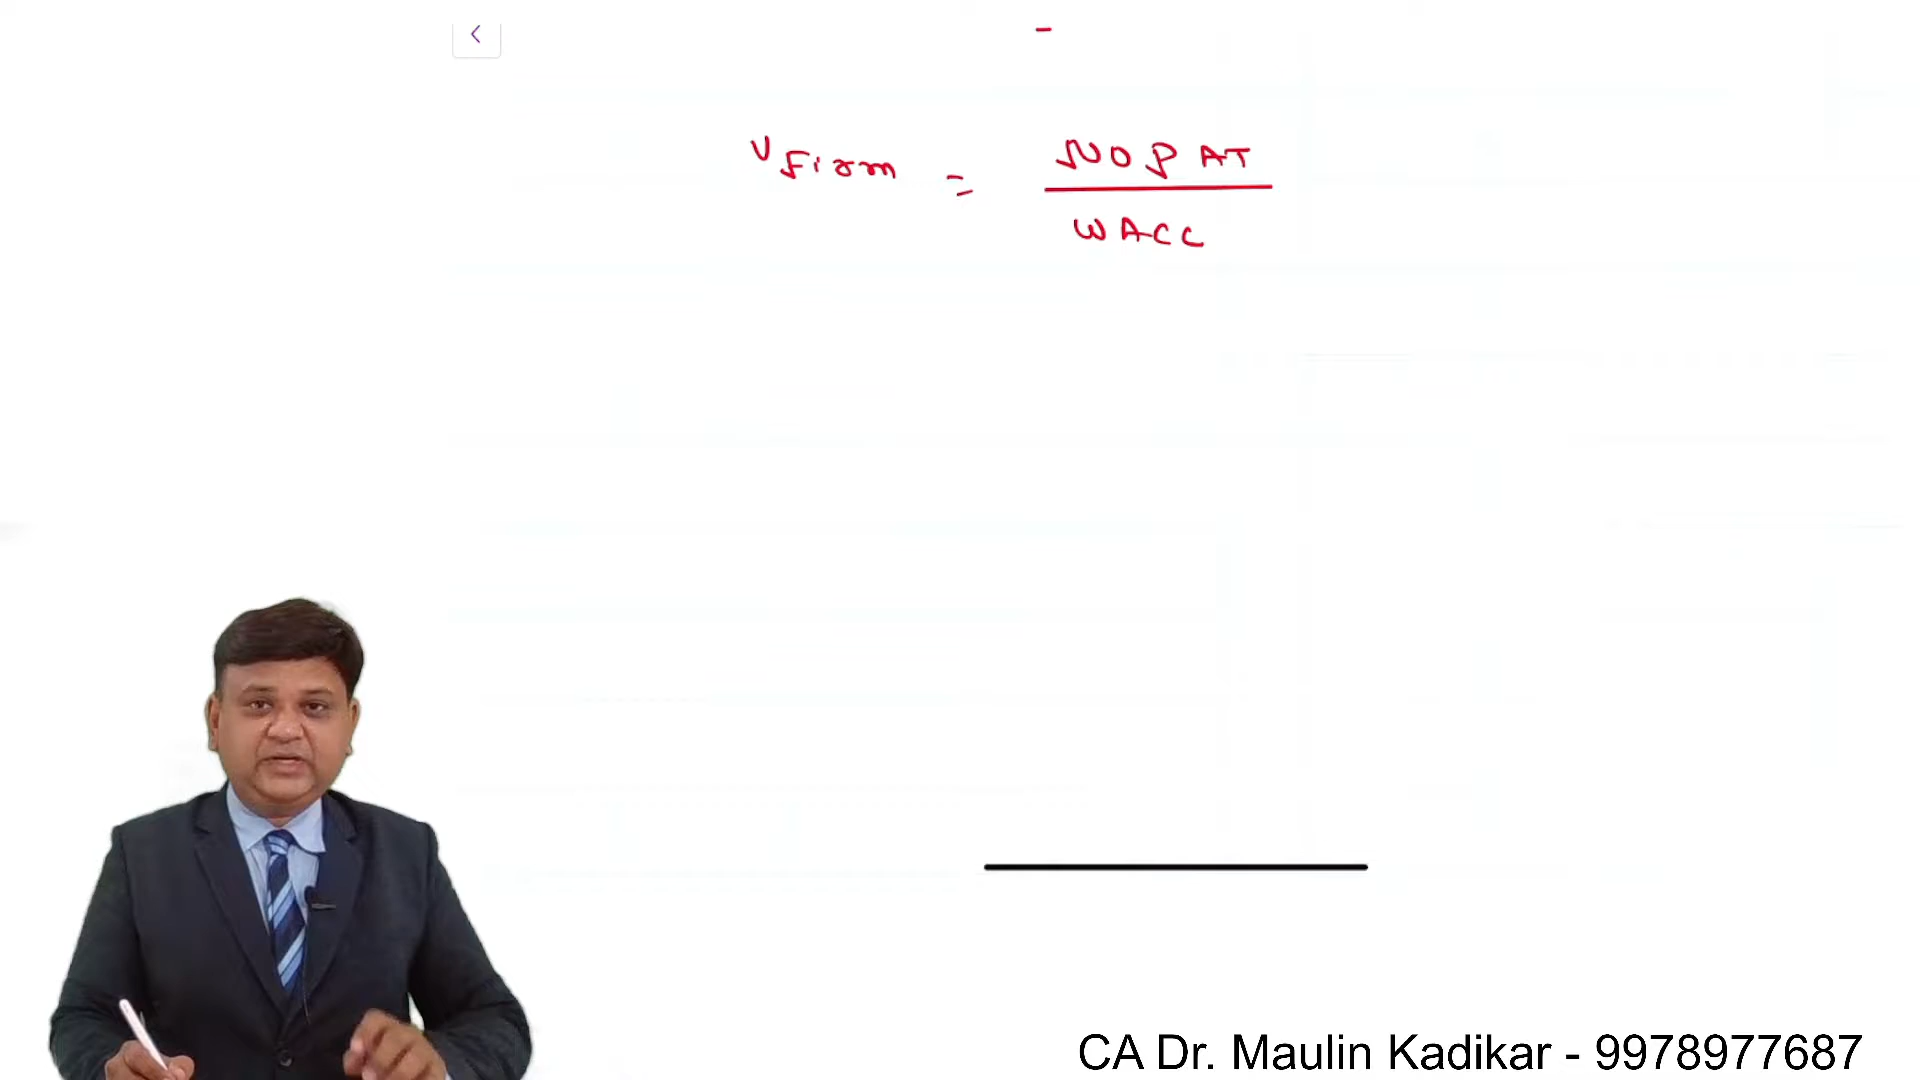 V Firm = NOPAT
WACC
CA Dr. Maulin Kadikar - 9978977687